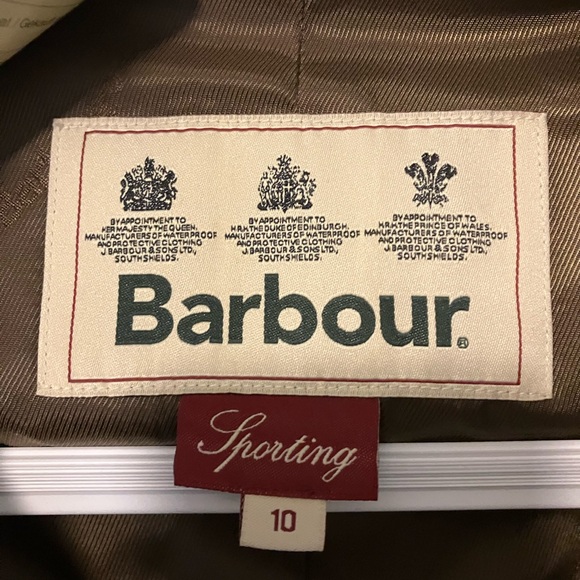 BY APPOINTMENT TO
HER MAJESTY THE QUEEN.
MANUFACTURERS OF WATERPROOF
AND PROTECTIVE CLOTHING
J. BARBOUR & SONS LTD.,
SOUTH SHIELDS.
BY APPOINTMENT TO
H.R.H. THE DUKE OF EDINBURGH.
MANUFACTURERS OF WATERPROOF
AND PROTECTIVE CLOTHING
J. BARBOUR & SONS LTD.,
SOUTH SHIELDS.
BY APPOINTMENT TO
H.R.H. THE PRINCE OF WALES.
MANUFACTURERS OF WATERPROOF
AND PROTECTIVE CLOTHING
J. BARBOUR & SONS LTD.,
SOUTH SHIELDS.
Barbour®
Sporting
10